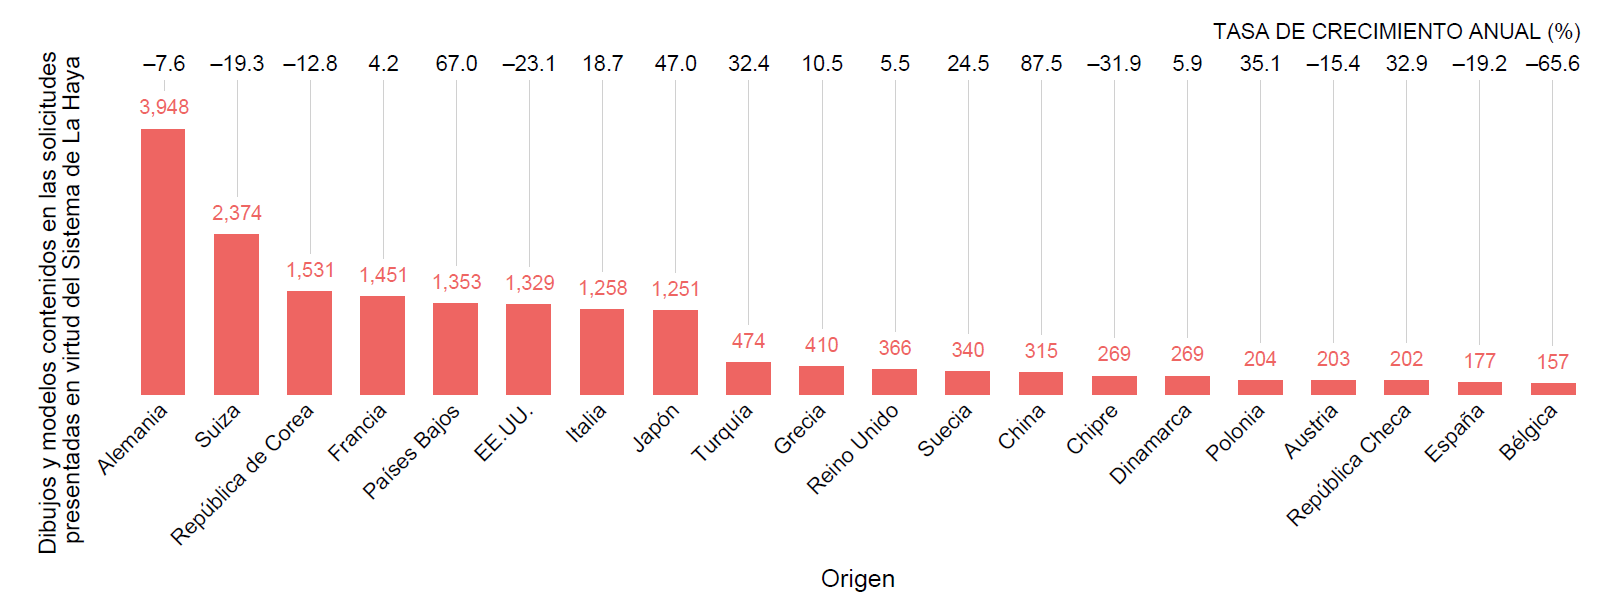 TASA DE CRECIMIENTO ANUAL (%)
–7.6 –19.3 –12.8 4.2 67.0 –23.1 18.7 47.0 32.4 10.5 5.5 24.5 87.5 –31.9 5.9 35.1 –15.4 32.9 –19.2 –65.6
Dibujos y modelos contenidos en las solicitudes
presentadas en virtud del Sistema de La Haya
3,948
2,374
1,531
1,451
1,353
1,329
1,258
1,251
474
410
366
340
315
269
269
204
203
202
177
157
Alemania
Suiza
República de Corea
Francia
Países Bajos
EE.UU.
Italia
Japón
Turquía
Grecia
Reino Unido
Suecia
China
Chipre
Dinamarca
Polonia
Austria
República Checa
España
Bélgica
Origen